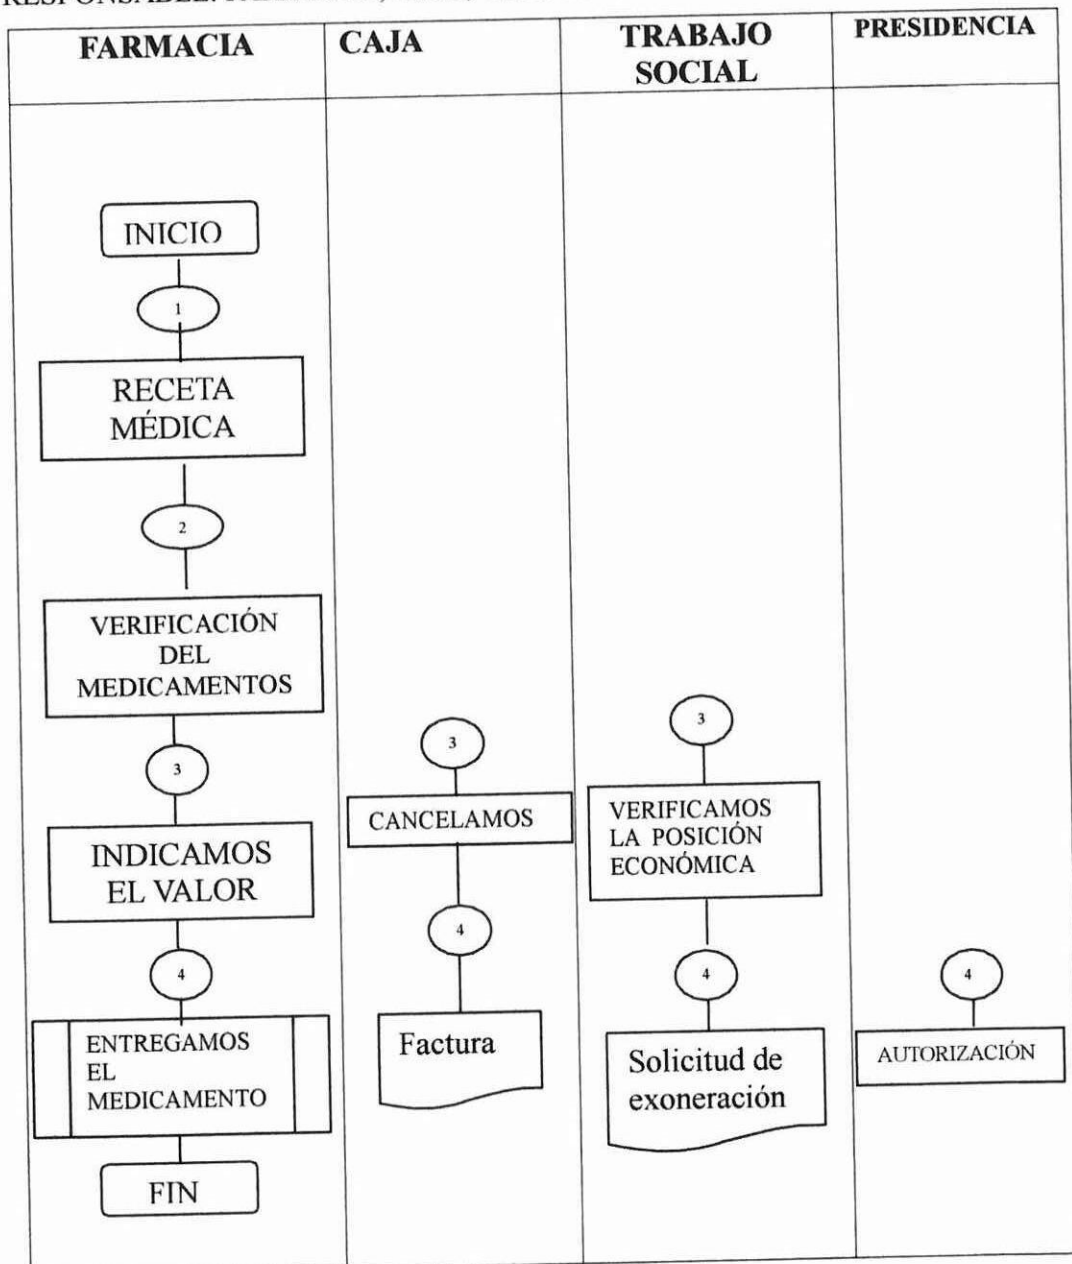 FARMACIA
CAJA
TRABAJO
SOCIAL
PRESIDENCIA
INICIO
1
RECETA
MÉDICA
2
VERIFICACIÓN
DEL
MEDICAMENTOS
3
INDICAMOS
EL VALOR
4
ENTREGAMOS
EL
MEDICAMENTO
FIN
3
CANCELAMOS
4
Factura
3
VERIFICAMOS
LA POSICIÓN
ECONÓMICA
4
Solicitud de
exoneración
4
AUTORIZACIÓN